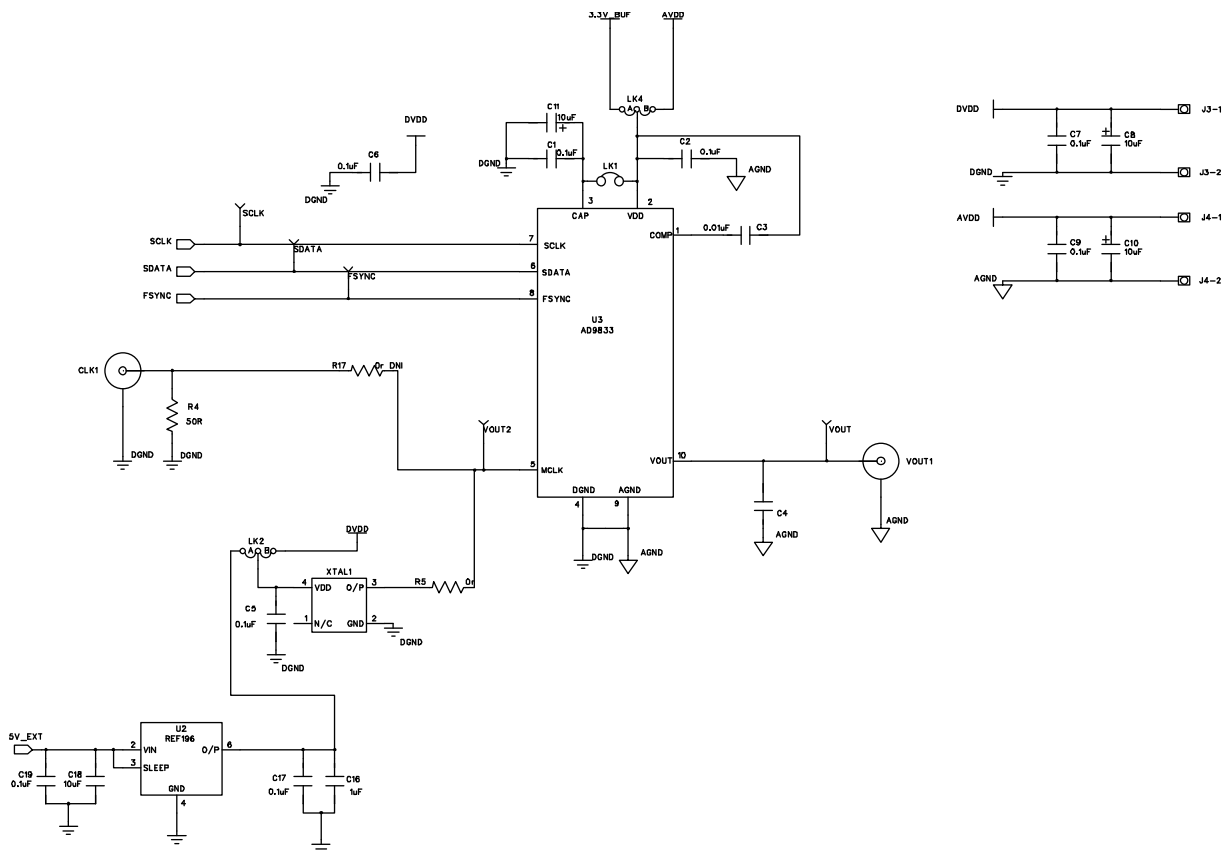 3.3V_BUF
AVDD
LK4
A B
C11
10uF
+
DVDD
C1
0.1uF
C2
0.1uF
C6
0.1uF
DGND
DGND
LK1
AGND
3
2
CAP
VDD
SCLK
SCLK
7
SCLK
COMP
1
0.01uF
C3
SDATA
SDATA
6
SDATA
FSYNC
FSYNC
8
FSYNC
U3
AD9833
DVDD
J3-1
C7
0.1uF
+
C8
10uF
DGND
J3-2
AVDD
J4-1
C9
0.1uF
+
C10
10uF
AGND
J4-2
CLK1
R17
0r DNI
R4
50R
DGND
DGND
VOUT2
5
MCLK
VOUT
10
VOUT
VOUT1
DGND
AGND
4
9
C4
AGND
AGND
DGND
AGND
LK2
A B
DVDD
XTAL1
4
VDD
O/P
3
R5
0r
C5
0.1uF
1
N/C
GND
2
DGND
DGND
5V_EXT
U2
REF196
2
VIN
O/P
6
3
SLEEP
GND
4
C19
0.1uF
C18
10uF
C17
0.1uF
C16
1uF